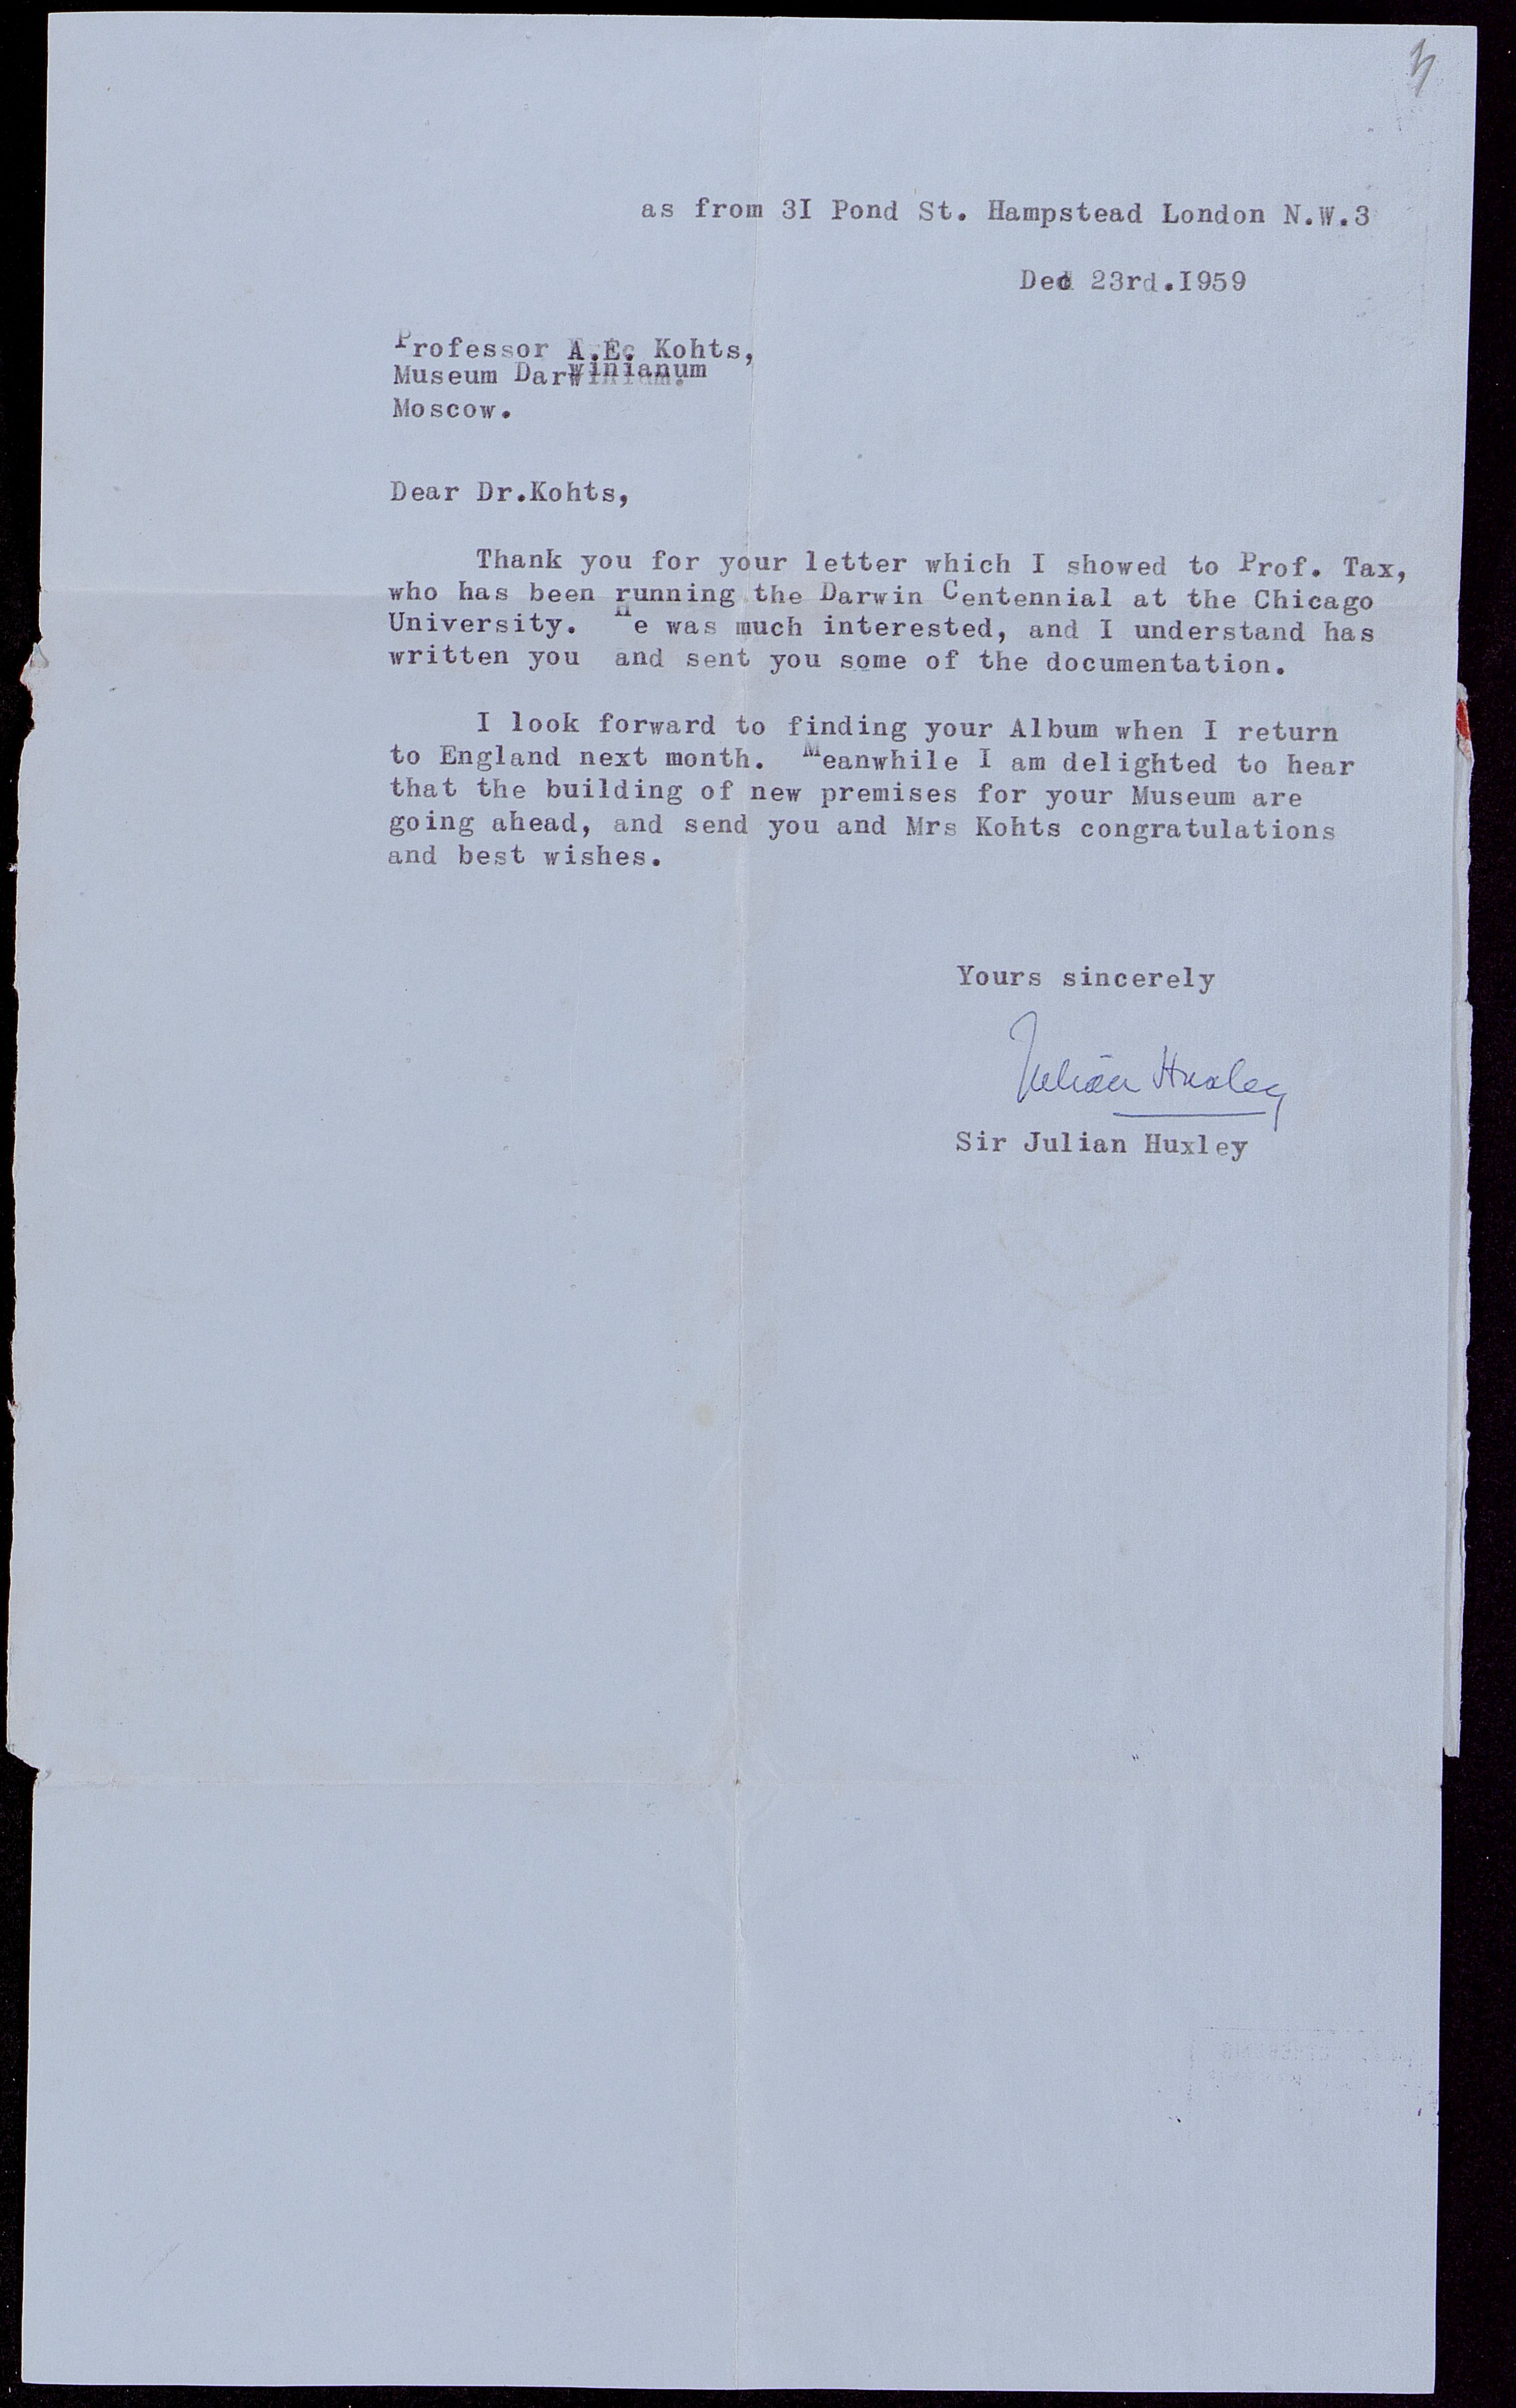 as from 3I Pond St. Hampstead London N.W.3
Dec 23rd.I959
Professor A.E. Kohts,
Museum Darwinianum
Moscow.
Dear Dr.Kohts,
Thank you for your letter which I showed to Prof. Tax,
who has been running the Darwin Centennial at the Chicago
University. He was much interested, and I understand has
written you and sent you some of the documentation.
I look forward to finding your Album when I return
to England next month. Meanwhile I am delighted to hear
that the building of new premises for your Museum are
going ahead, and send you and Mrs Kohts congratulations
and best wishes.
Yours sincerely
Julian Huxley
Sir Julian Huxley